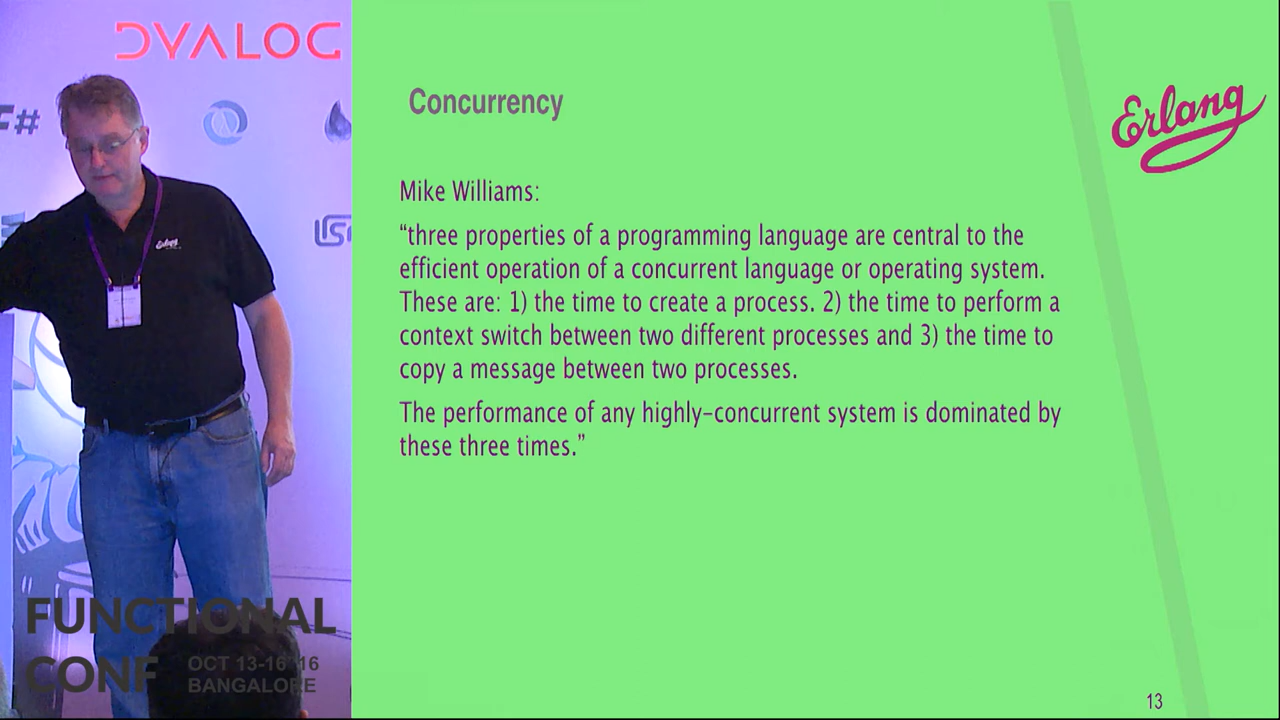 DYALOG
F#
Concurrency
Erlang
Mike Williams:
“three properties of a programming language are central to the
efficient operation of a concurrent language or operating system.
These are: 1) the time to create a process. 2) the time to perform a
context switch between two different processes and 3) the time to
copy a message between two processes.
The performance of any highly–concurrent system is dominated by
these three times.”
Erlang
FUNCTIONAL
CONF
OCT 13-16 '16
BANGALORE
13